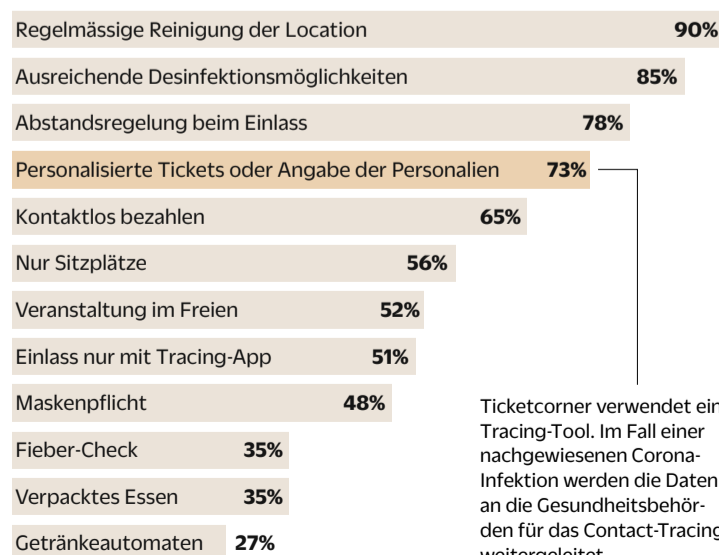 Regelmässige Reinigung der Location 90%
Ausreichende Desinfektionsmöglichkeiten 85%
Abstandsregelung beim Einlass 78%
Personalisierte Tickets oder Angabe der Personalien 73%
Kontaktlos bezahlen 65%
Nur Sitzplätze 56%
Veranstaltung im Freien 52%
Einlass nur mit Tracing-App 51%
Maskenpflicht 48%
Fieber-Check 35%
Verpacktes Essen 35%
Getränkeautomaten 27%
Ticketcorner verwendet ein
Tracing-Tool. Im Fall einer
nachgewiesenen Corona-
Infektion werden die Daten
an die Gesundheitsbehör-
den für das Contact-Tracing
weitergeleitet